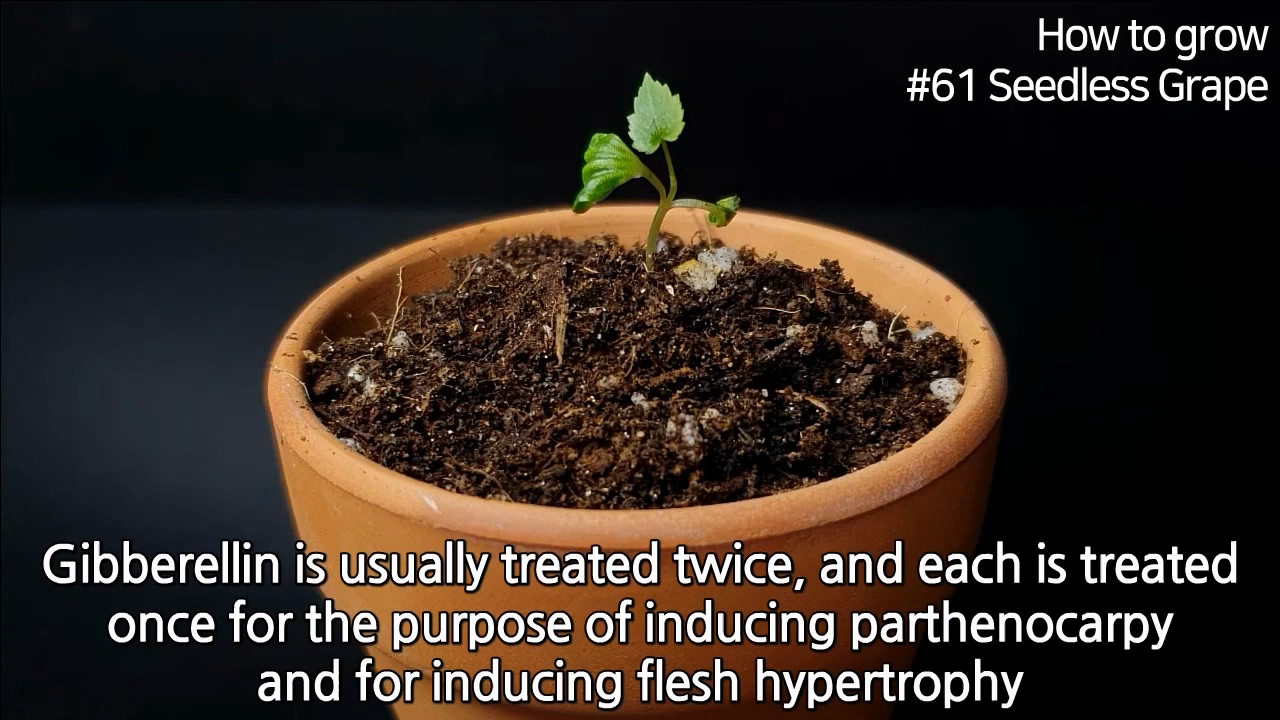 How to grow
#61 Seedless Grape
Gibberellin is usually treated twice, and each is treated
once for the purpose of inducing parthenocarpy
and for inducing flesh hypertrophy